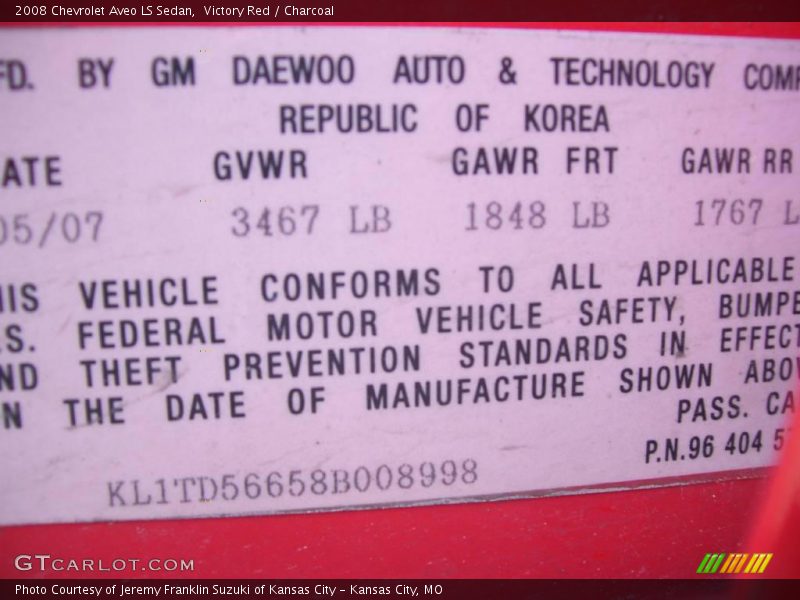 2008 Chevrolet Aveo LS Sedan, Victory Red / Charcoal
FD. BY GM DAEWOO AUTO & TECHNOLOGY COMP
REPUBLIC OF KOREA
ATE GVWR GAWR FRT GAWR RR
05/07 3467 LB 1848 LB 1767 L
HIS VEHICLE CONFORMS TO ALL APPLICABLE
.S. FEDERAL MOTOR VEHICLE SAFETY, BUMPE
ND THEFT PREVENTION STANDARDS IN EFFECT
N THE DATE OF MANUFACTURE SHOWN ABOV
PASS. CA
P.N.96 404 5
KL1TD56658B008998
GTCARLOT.COM
Photo Courtesy of Jeremy Franklin Suzuki of Kansas City – Kansas City, MO